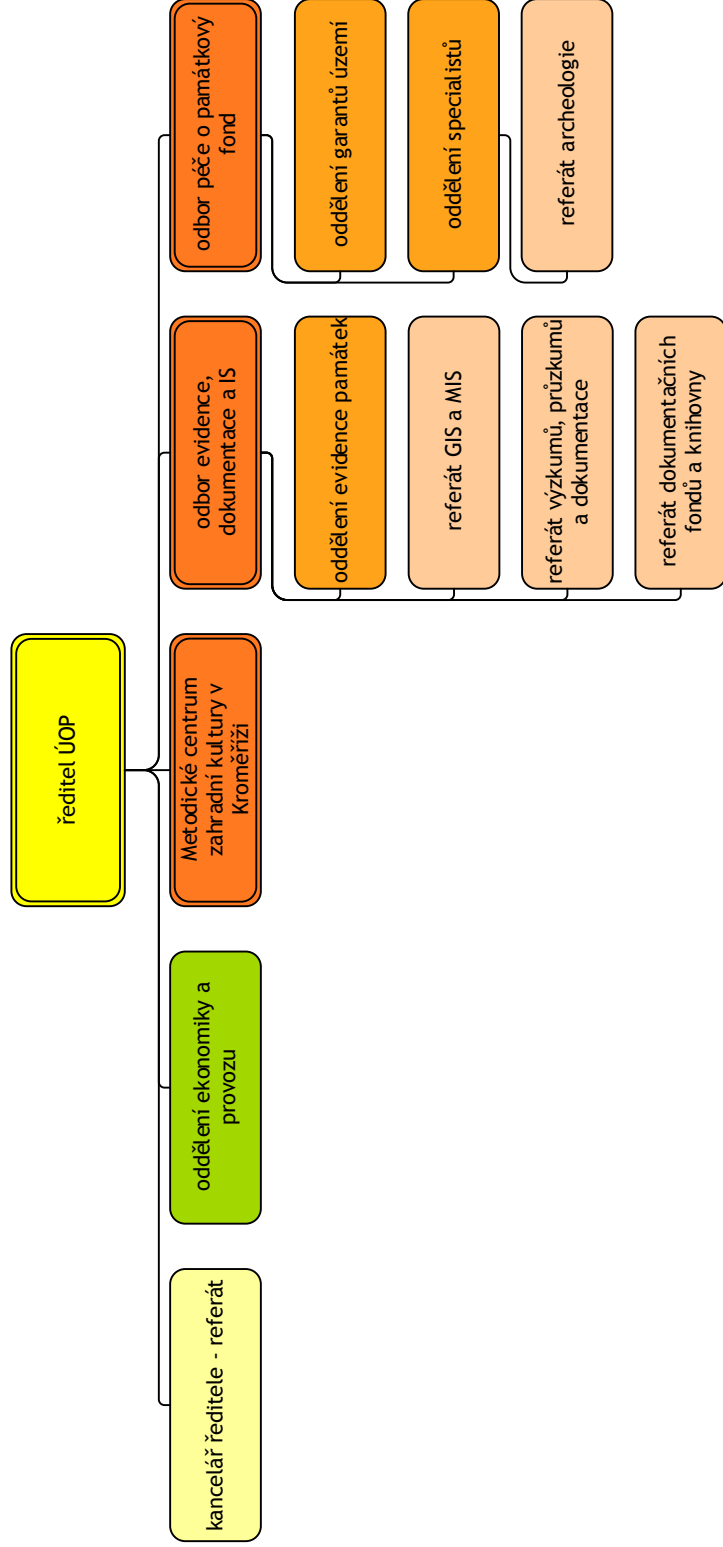 ředitel ÚOP
kancelář ředitele - referát
oddělení ekonomiky a
provozu
Metodické centrum
zahradní kultury v
Kroměříži
odbor evidence,
dokumentace a IS
oddělení evidence památek
referát GIS a MIS
referát výzkumů, průzkumů
a dokumentace
referát dokumentačních
fondů a knihovny
odbor péče o památkový
fond
oddělení garantů území
oddělení specialistů
referát archeologie